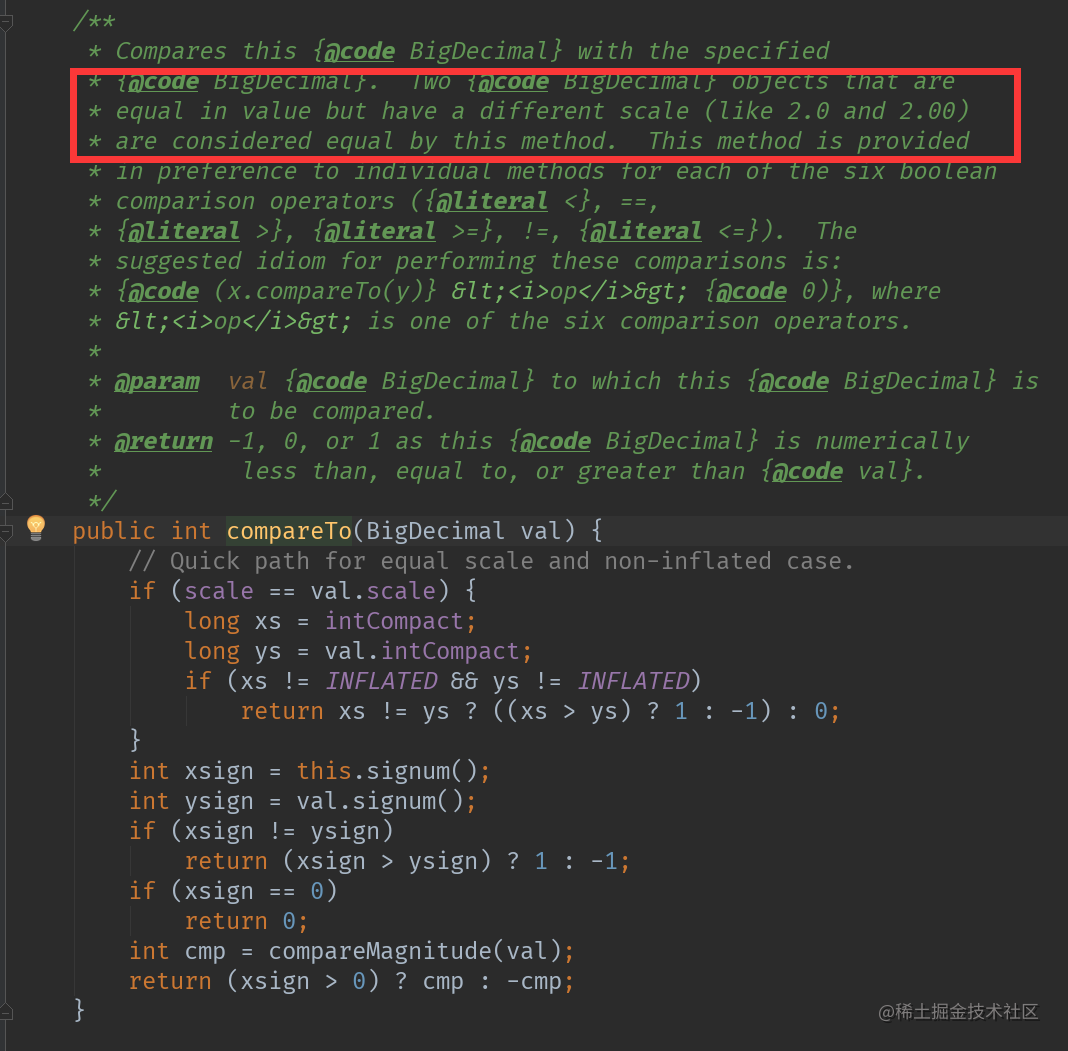 /**
 * Compares this {@code BigDecimal} with the specified
 * {@code BigDecimal}.  Two {@code BigDecimal} objects that are
 * equal in value but have a different scale (like 2.0 and 2.00)
 * are considered equal by this method.  This method is provided
 * in preference to individual methods for each of the six boolean
 * comparison operators ({@literal <}, ==,
 * {@literal >}, {@literal >=}, !=, {@literal <=}).  The
 * suggested idiom for performing these comparisons is:
 * {@code (x.compareTo(y)} &lt;<i>op</i>&gt; {@code 0)}, where
 * &lt;<i>op</i>&gt; is one of the six comparison operators.
 *
 * @param  val {@code BigDecimal} to which this {@code BigDecimal} is
 *         to be compared.
 * @return -1, 0, or 1 as this {@code BigDecimal} is numerically
 *          less than, equal to, or greater than {@code val}.
 */
public int compareTo(BigDecimal val) {
    // Quick path for equal scale and non-inflated case.
    if (scale == val.scale) {
        long xs = intCompact;
        long ys = val.intCompact;
        if (xs != INFLATED && ys != INFLATED)
            return xs != ys ? ((xs > ys) ? 1 : -1) : 0;
    }
    int xsign = this.signum();
    int ysign = val.signum();
    if (xsign != ysign)
        return (xsign > ysign) ? 1 : -1;
    if (xsign == 0)
        return 0;
    int cmp = compareMagnitude(val);
    return (xsign > 0) ? cmp : -cmp;
}
@稀土掘金技术社区